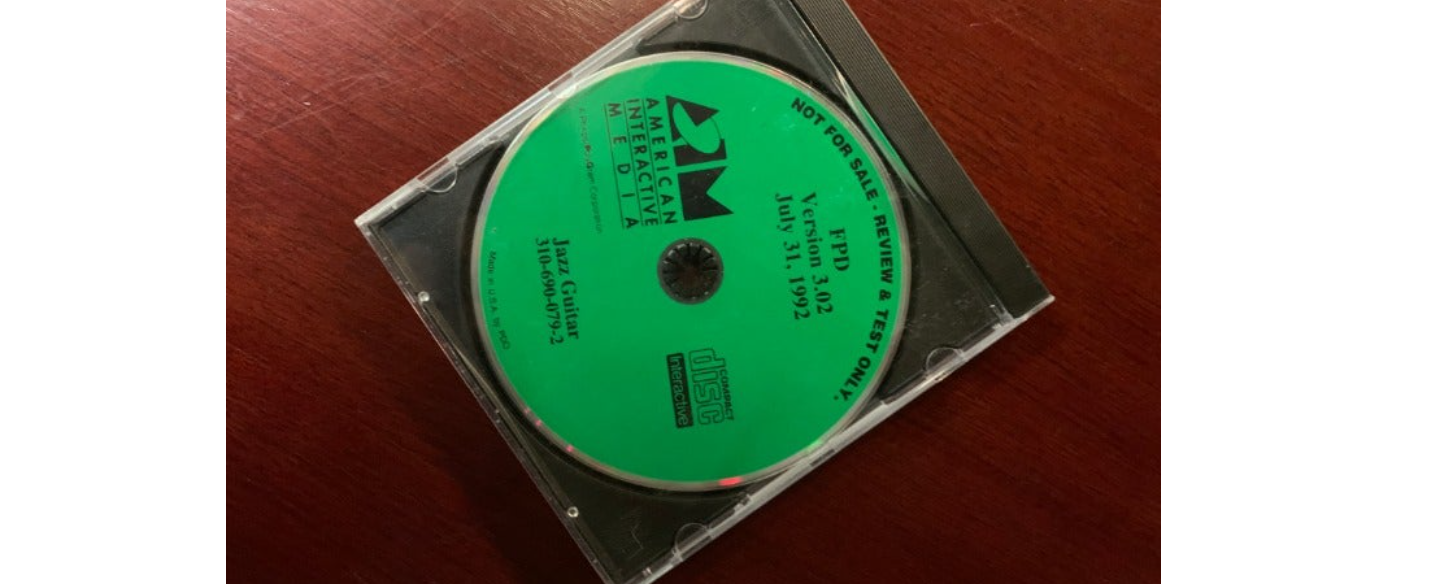 NOT FOR SALE - REVIEW & TEST ONLY.
FPD
Version 3.02
July 31, 1992
AMERICAN
INTERACTIVE
MEDIA
COMPACT
disc
Interactive
Jazz Guitar
310-690-079-2
Made in U.S.A. by PDO